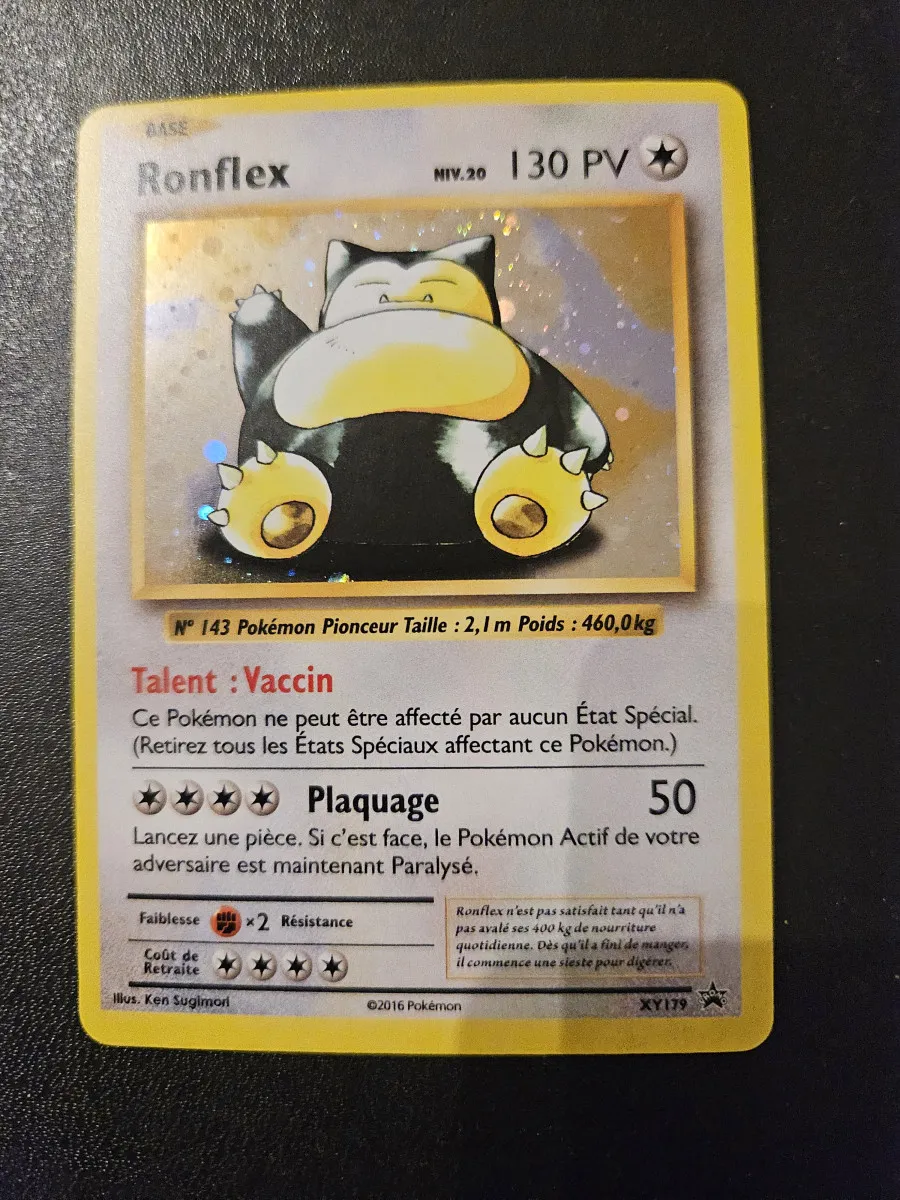 BASE
Ronflex NIV.20 130 PV
N° 143 Pokémon Pionceur Taille : 2,1 m Poids : 460,0 kg
Talent : Vaccin
Ce Pokémon ne peut être affecté par aucun État Spécial.
(Retirez tous les États Spéciaux affectant ce Pokémon.)
Plaquage 50
Lancez une pièce. Si c'est face, le Pokémon Actif de votre
adversaire est maintenant Paralysé.
Faiblesse ×2 Résistance
Coût de
Retraite
Ronflex n'est pas satisfait tant qu'il n'a
pas avalé ses 400 kg de nourriture
quotidienne. Dès qu'il a fini de manger,
il commence une sieste pour digérer.
Illus. Ken Sugimori ©2016 Pokémon XY179